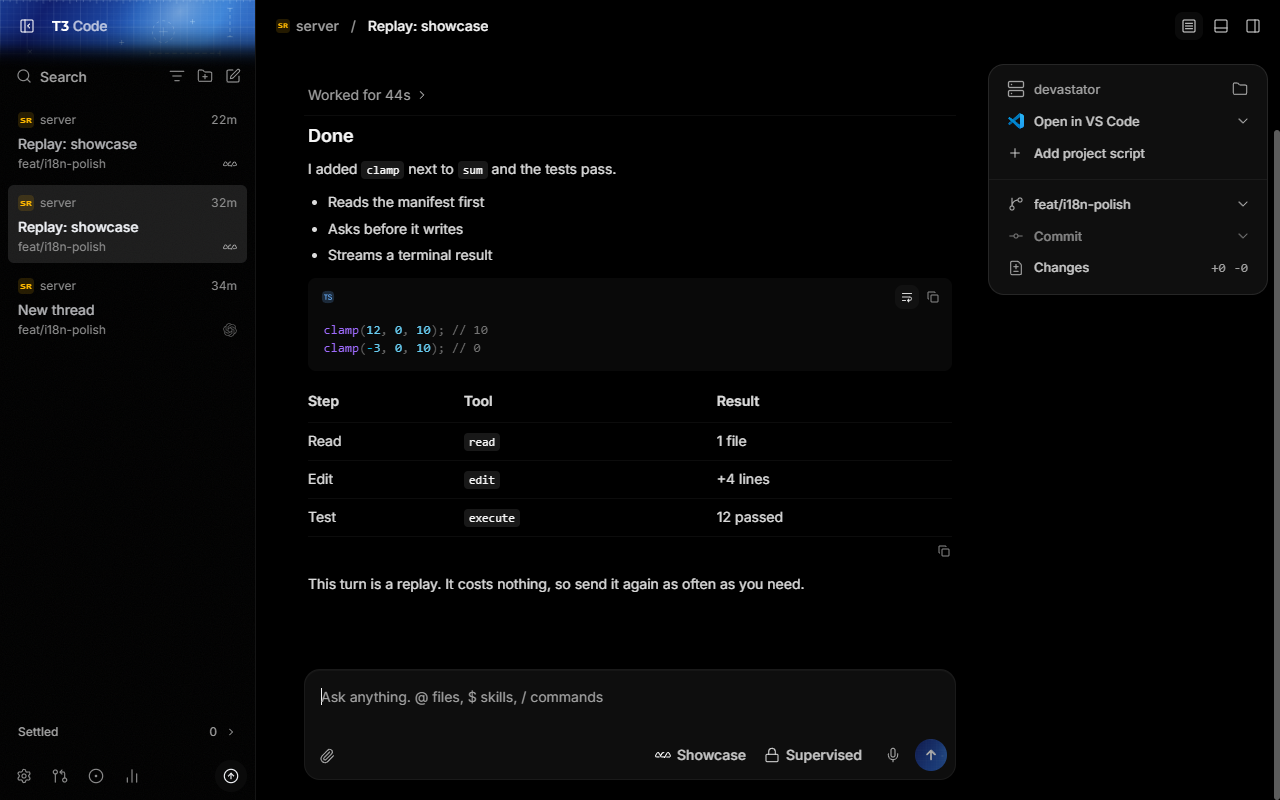 T3 Code
Search
SR server 22m
Replay: showcase
feat/i18n-polish
SR server 32m
Replay: showcase
feat/i18n-polish
SR server 34m
New thread
feat/i18n-polish
Settled 0
SR server / Replay: showcase
Worked for 44s
Done
I added clamp next to sum and the tests pass.
• Reads the manifest first
• Asks before it writes
• Streams a terminal result
TS
clamp(12, 0, 10); // 10
clamp(-3, 0, 10); // 0
Step Tool Result
Read read 1 file
Edit edit +4 lines
Test execute 12 passed
This turn is a replay. It costs nothing, so send it again as often as you need.
Ask anything. @ files, $ skills, / commands
Showcase Supervised
devastator
Open in VS Code
Add project script
feat/i18n-polish
Commit
Changes +0 -0